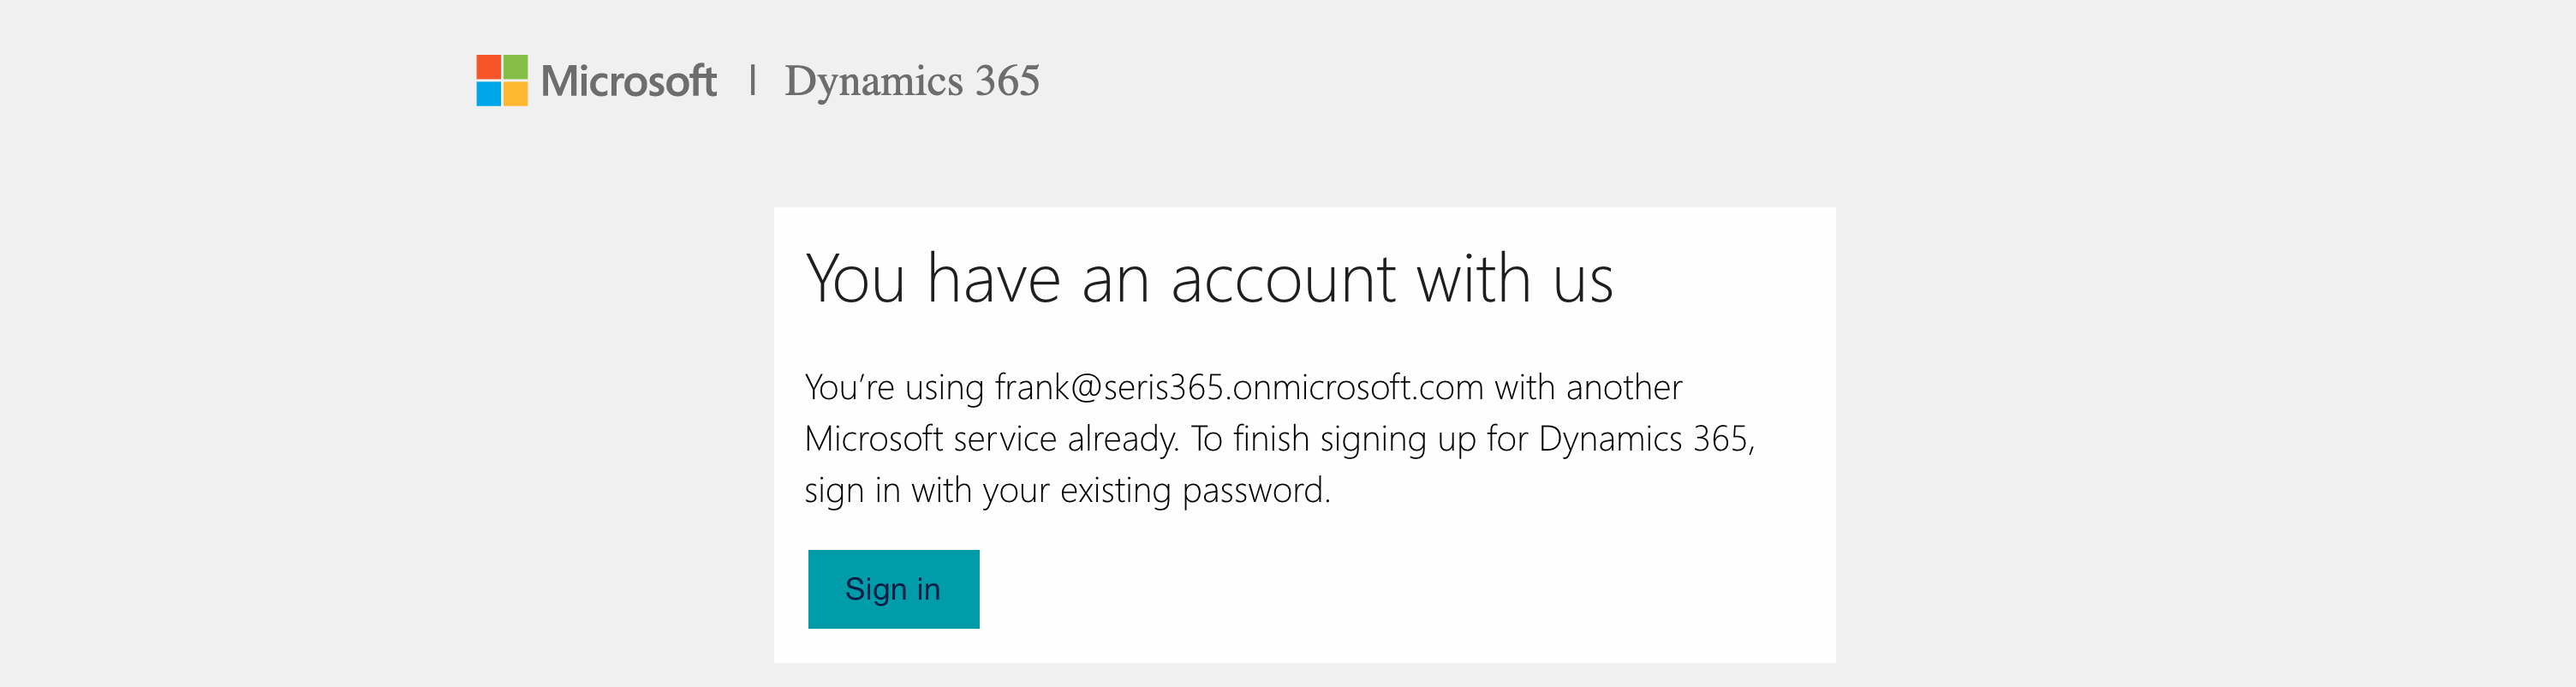 Microsoft | Dynamics 365
You have an account with us
You’re using frank@seris365.onmicrosoft.com with another
Microsoft service already. To finish signing up for Dynamics 365,
sign in with your existing password.
Sign in